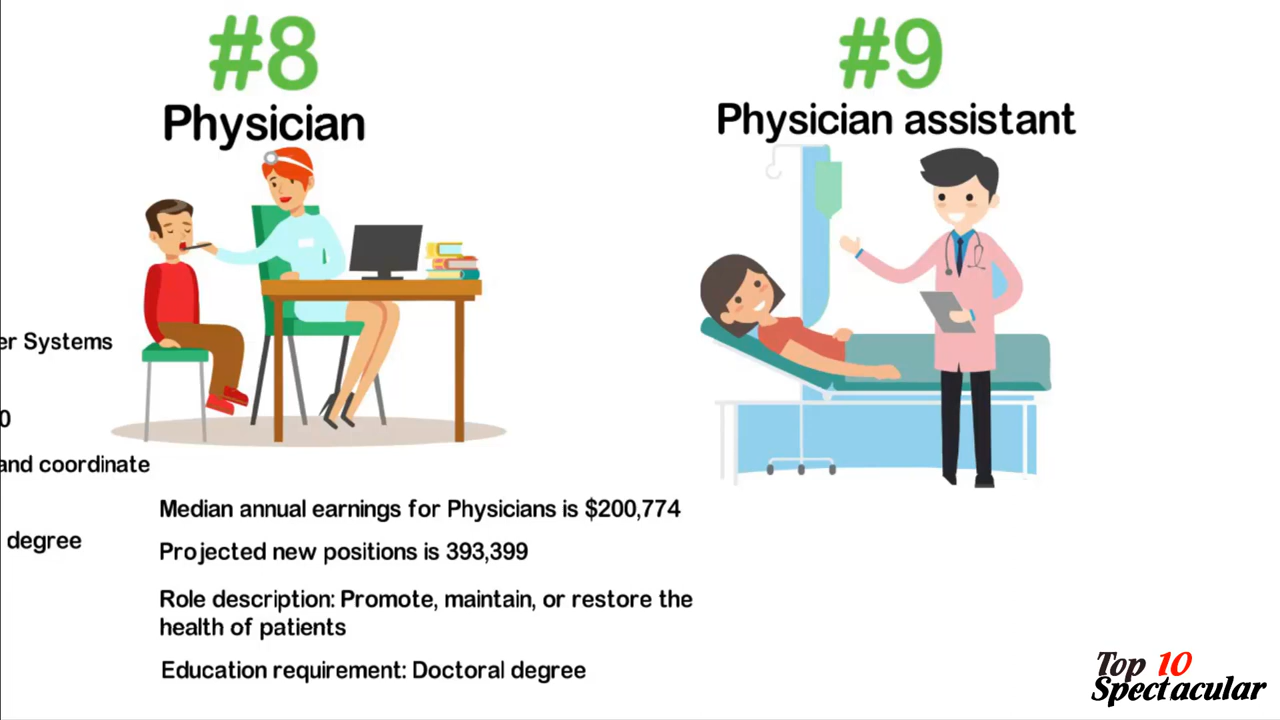 #8
Physician
er Systems
0
and coordinate
degree
Median annual earnings for Physicians is $200,774
Projected new positions is 393,399
Role description: Promote, maintain, or restore the
health of patients
Education requirement: Doctoral degree
#9
Physician assistant
Top 10
Spectacular